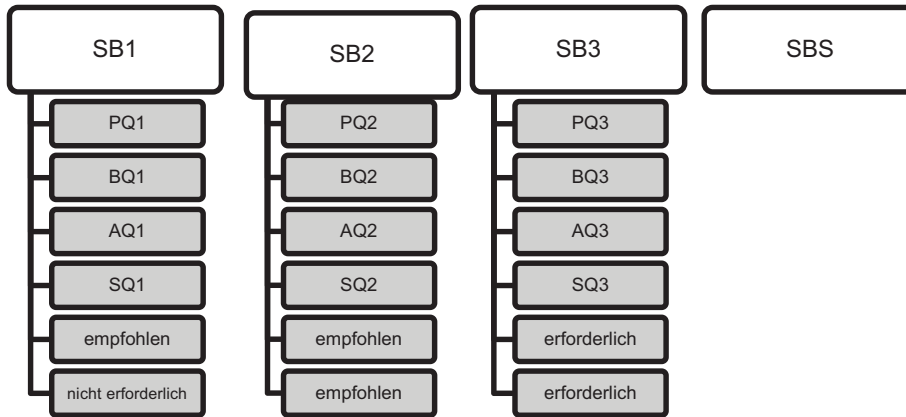 SB1
PQ1
BQ1
AQ1
SQ1
empfohlen
nicht erforderlich
SB2
PQ2
BQ2
AQ2
SQ2
empfohlen
empfohlen
SB3
PQ3
BQ3
AQ3
SQ3
erforderlich
erforderlich
SBS